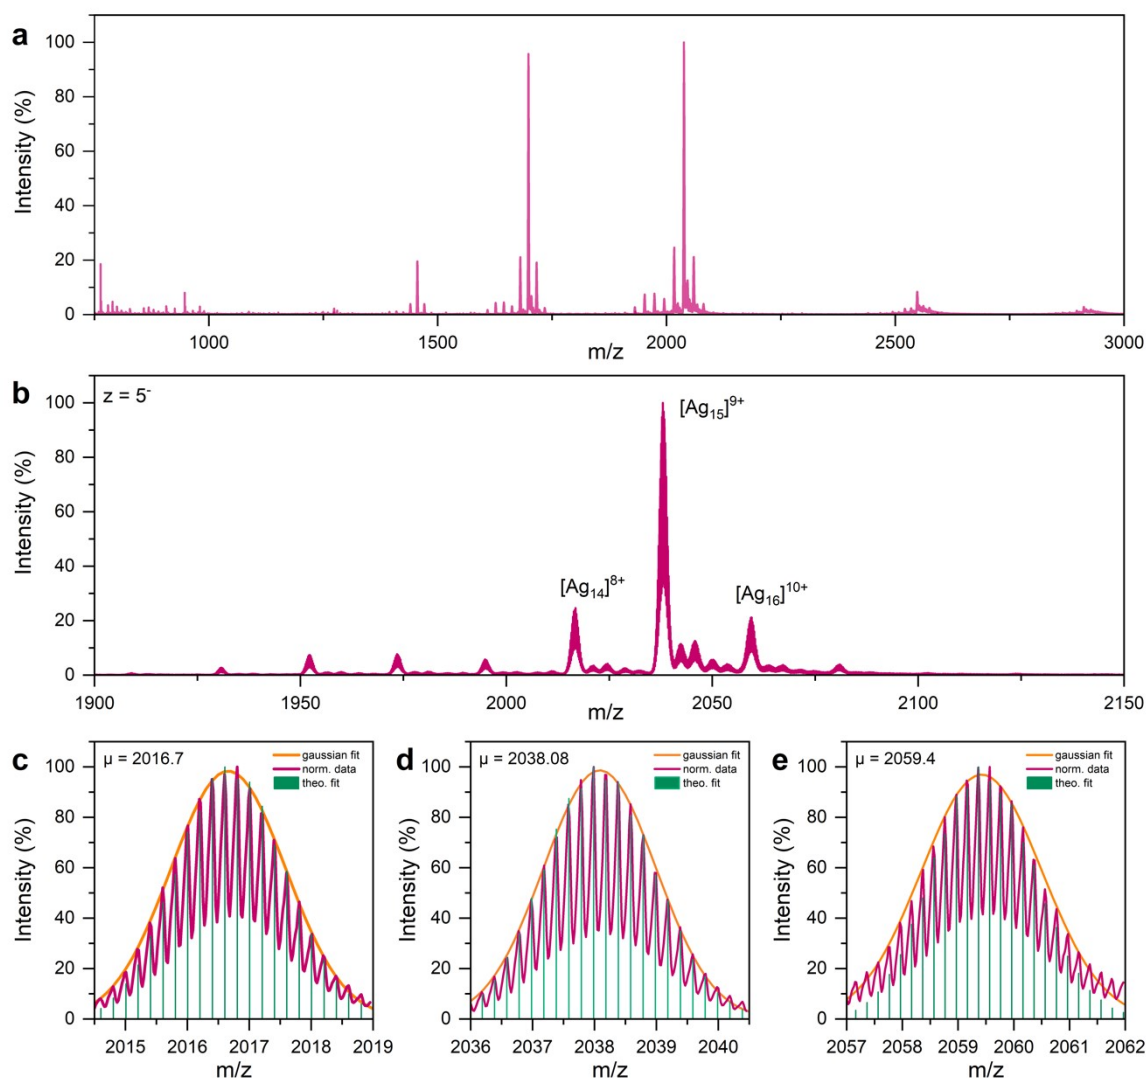 a
Intensity (%)
100
80
60
40
20
0
1000 1500 2000 2500 3000
m/z
b
z = 5⁻
Intensity (%)
100
80
60
40
20
0
[Ag₁₄]⁸⁺
[Ag₁₅]⁹⁺
[Ag₁₆]¹⁰⁺
1900 1950 2000 2050 2100 2150
m/z
c
μ = 2016.7
gaussian fit
norm. data
theo. fit
Intensity (%)
100
80
60
40
20
0
2015 2016 2017 2018 2019
m/z
d
μ = 2038.08
gaussian fit
norm. data
theo. fit
Intensity (%)
100
80
60
40
20
0
2036 2037 2038 2039 2040
m/z
e
μ = 2059.4
gaussian fit
norm. data
theo. fit
Intensity (%)
100
80
60
40
20
0
2057 2058 2059 2060 2061 2062
m/z